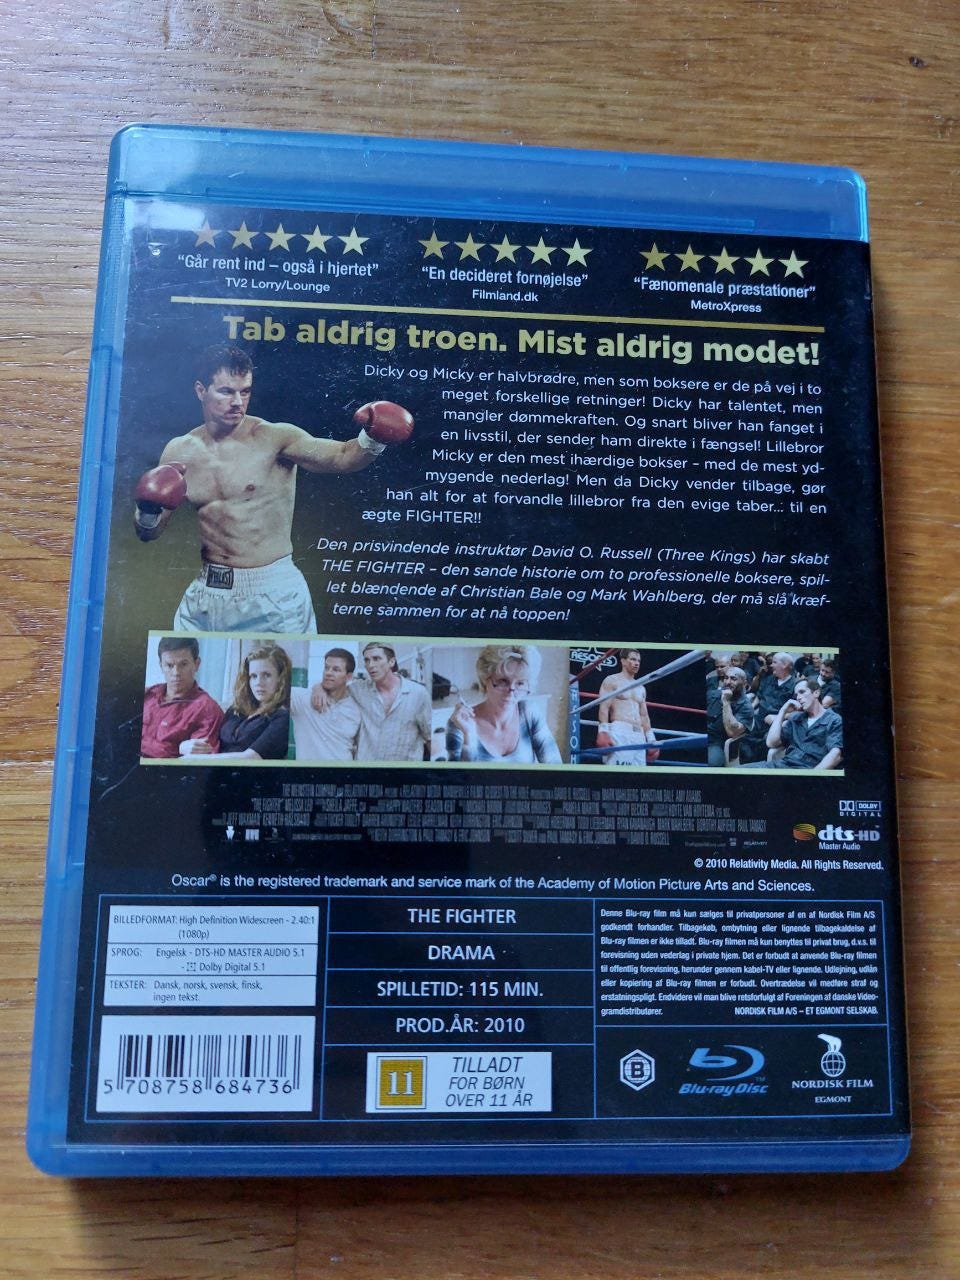 "Går rent ind – også i hjertet"
TV2 Lorry/Lounge
"En decideret fornøjelse"
Filmland.dk
"Fænomenale præstationer"
MetroXpress
Tab aldrig troen. Mist aldrig modet!
Dicky og Micky er halvbrødre, men som boksere er de på vej i to
meget forskellige retninger! Dicky har talentet, men
mangler dømmekraften. Og snart bliver han fanget i
en livsstil, der sender ham direkte i fængsel! Lillebror
Micky er den mest ihærdige bokser – med de mest yd-
mygende nederlag! Men da Dicky vender tilbage, gør
han alt for at forvandle lillebror fra den evige taber... til en
ægte FIGHTER!!
Den prisvindende instruktør David O. Russell (Three Kings) har skabt
THE FIGHTER – den sande historie om to professionelle boksere, spil-
let blændende af Christian Bale og Mark Wahlberg, der må slå kræf-
terne sammen for at nå toppen!
RESORTS
DOLBY
DIGITAL
dts-HD
Master Audio
© 2010 Relativity Media. All Rights Reserved.
Oscar® is the registered trademark and service mark of the Academy of Motion Picture Arts and Sciences.
BILLEDFORMAT: High Definition Widescreen - 2.40:1
(1080p)
SPROG: Engelsk - DTS-HD MASTER AUDIO 5.1
- Dolby Digital 5.1
TEKSTER: Dansk, norsk, svensk, finsk,
ingen tekst.
5 708758 684736
THE FIGHTER
DRAMA
SPILLETID: 115 MIN.
PROD.ÅR: 2010
11
TILLADT
FOR BØRN
OVER 11 ÅR
Denne Blu-ray film må kun sælges til privatpersoner af en af Nordisk Film A/S
godkendt forhandler. Tilbagekøb, ombytning eller lignende tilbagekaldelse af
Blu-ray filmen er ikke tilladt. Blu-ray filmen må kun benyttes til privat brug, d.v.s. til
forevisning uden vederlag i private hjem. Det er forbudt at anvende Blu-ray filmen
til offentlig forevisning, herunder gennem kabel-TV eller lignende. Udlejning, udlån
eller kopiering af Blu-ray filmen er forbudt. Overtrædelse vil medføre straf og
erstatningspligt. Endvidere vil man blive retsforfulgt af Foreningen af danske Video-
gramdistributører. NORDISK FILM A/S – ET EGMONT SELSKAB.
B
Blu-ray Disc
TM
NORDISK FILM
EGMONT